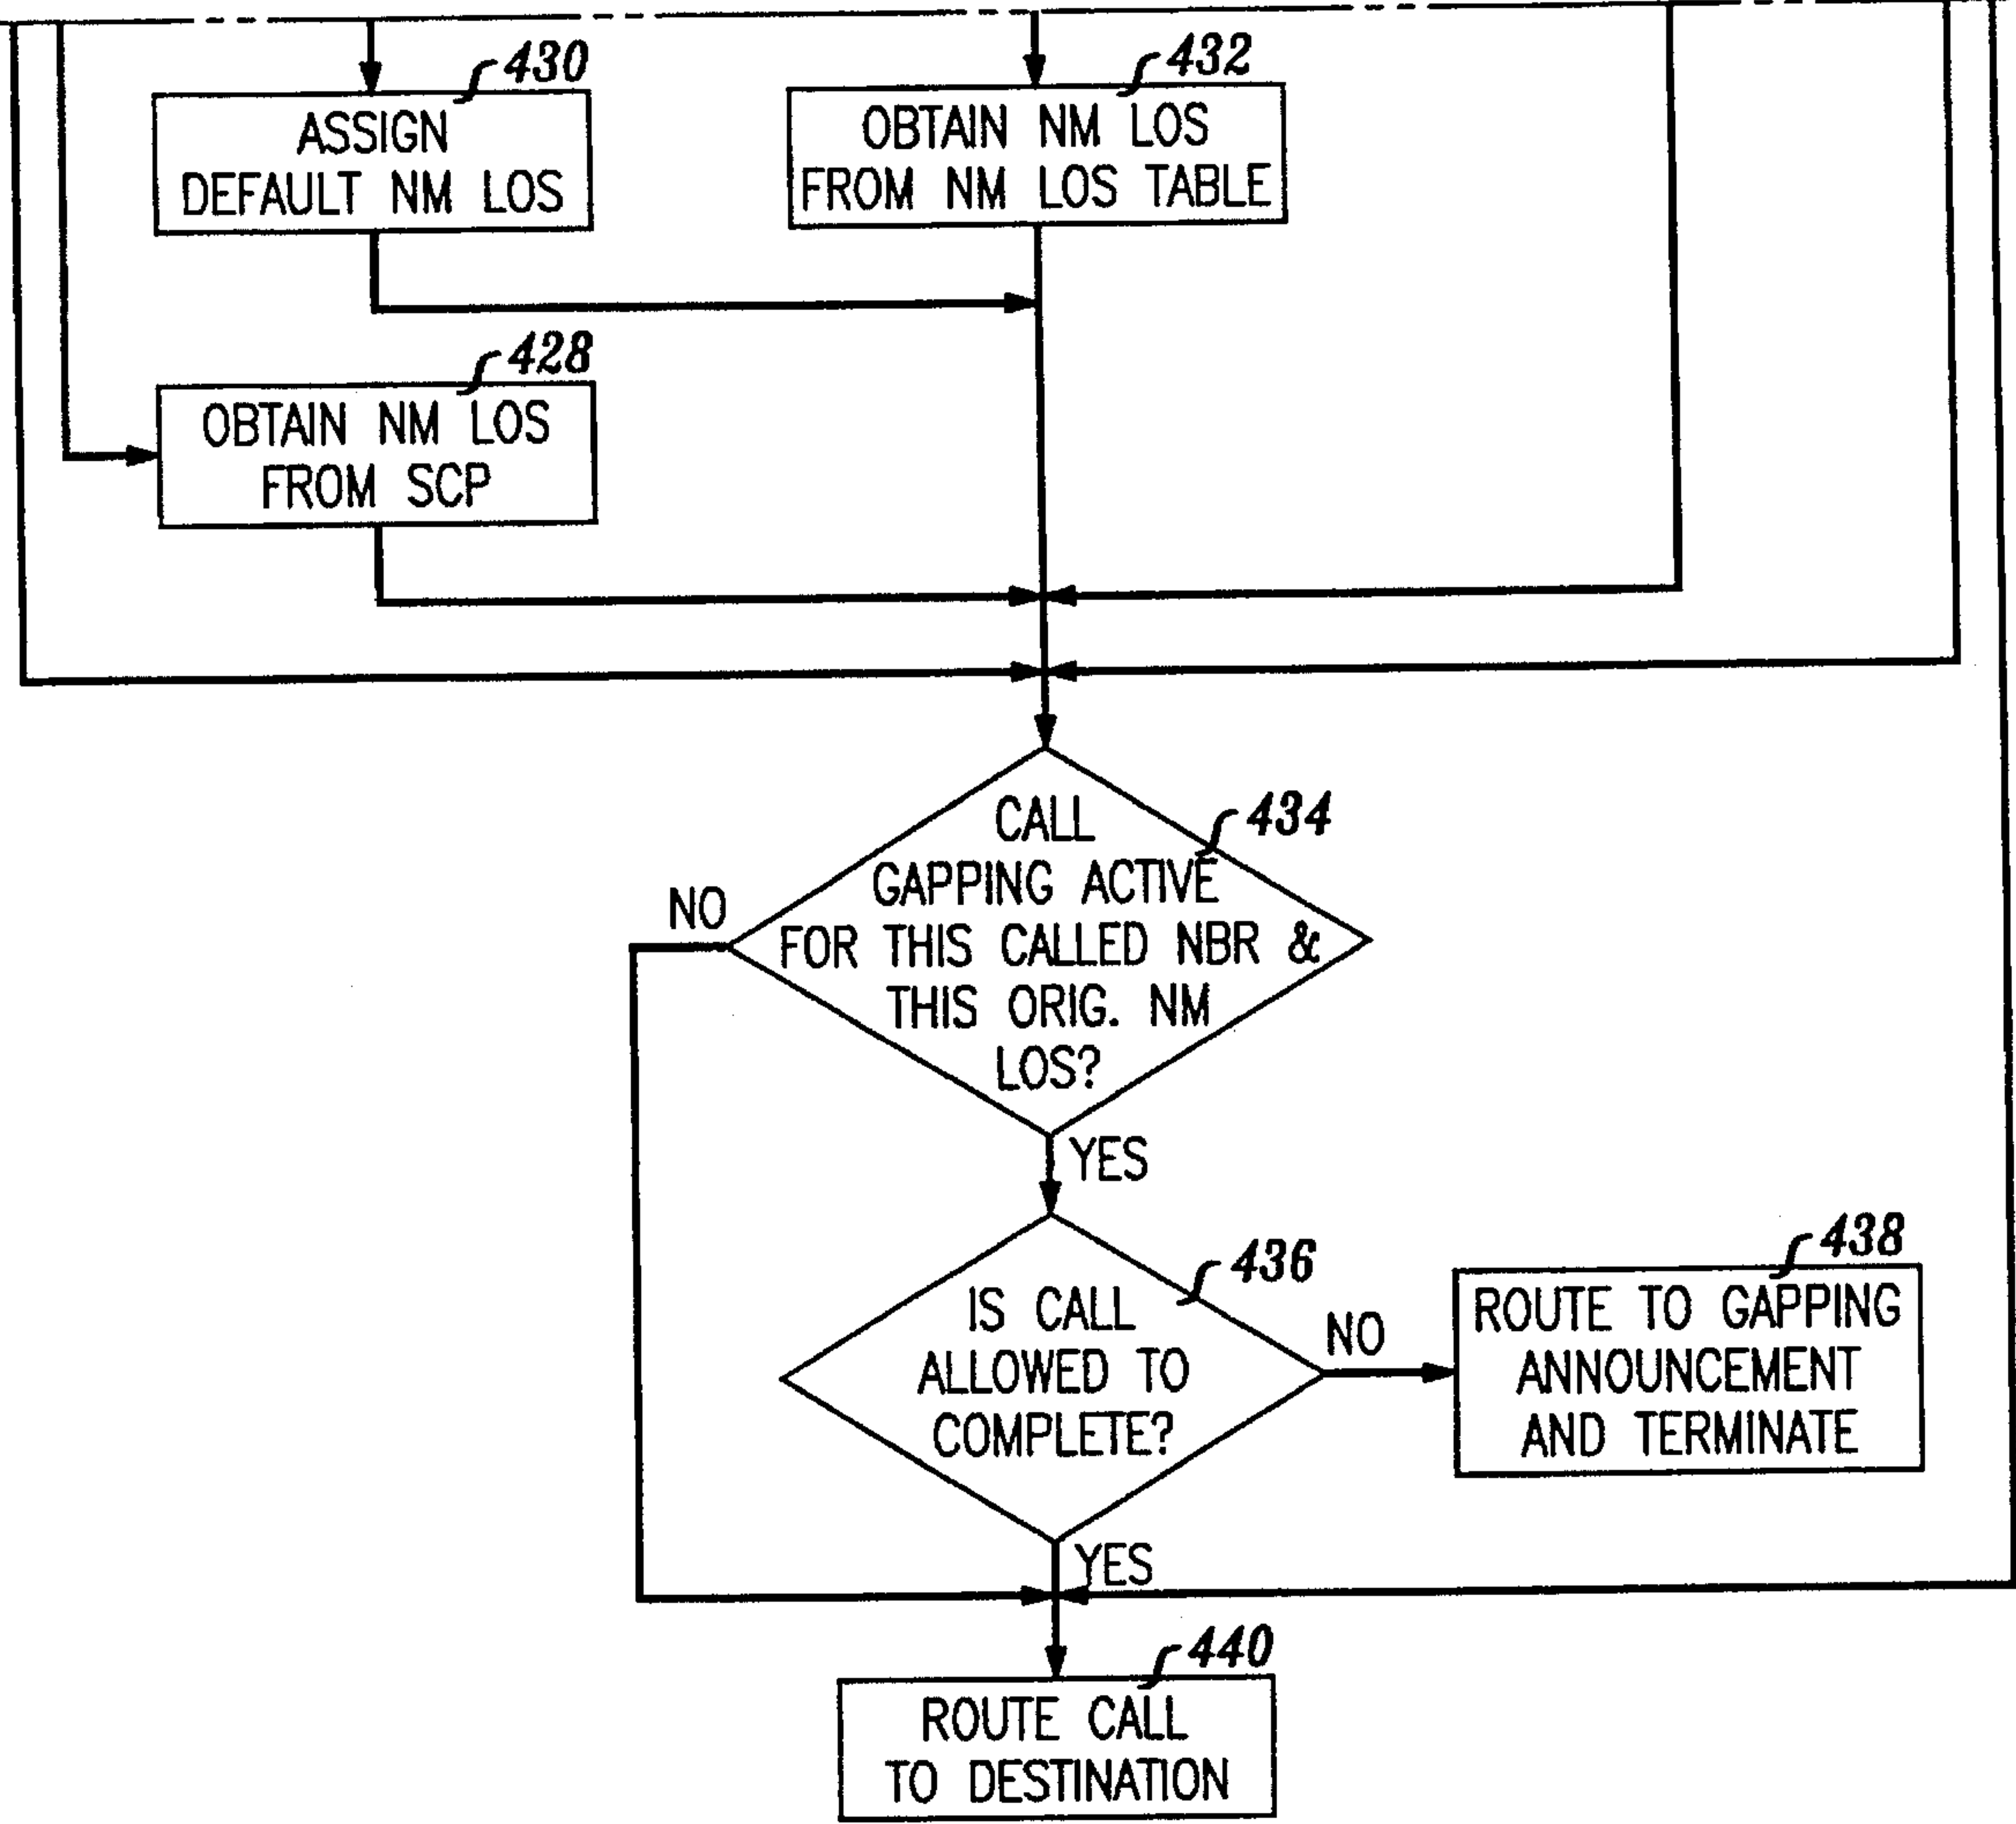 430
ASSIGN
DEFAULT NM LOS
432
OBTAIN NM LOS
FROM NM LOS TABLE
428
OBTAIN NM LOS
FROM SCP
434
CALL
GAPPING ACTIVE
FOR THIS CALLED NBR &
THIS ORIG. NM
LOS?
NO
YES
436
IS CALL
ALLOWED TO
COMPLETE?
NO
438
ROUTE TO GAPPING
ANNOUNCEMENT
AND TERMINATE
YES
440
ROUTE CALL
TO DESTINATION